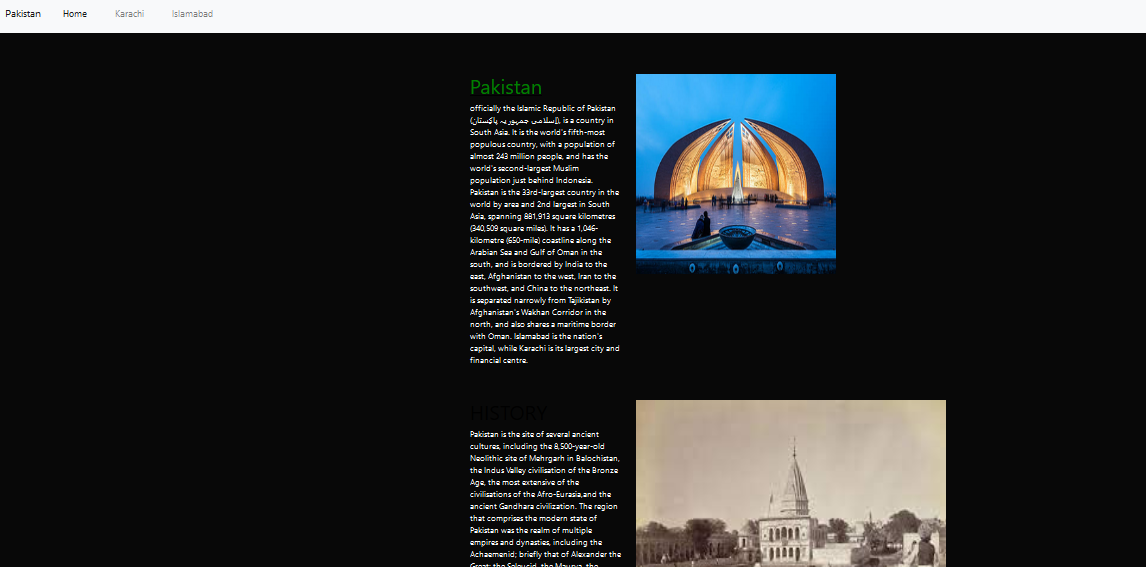 Pakistan Home Karachi Islamabad
Pakistan
officially the Islamic Republic of Pakistan
(اسلامی جمہوریہ پاکستان), is a country in
South Asia. It is the world's fifth-most
populous country, with a population of
almost 243 million people, and has the
world's second-largest Muslim
population just behind Indonesia.
Pakistan is the 33rd-largest country in the
world by area and 2nd largest in South
Asia, spanning 881,913 square kilometres
(340,509 square miles). It has a 1,046-
kilometre (650-mile) coastline along the
Arabian Sea and Gulf of Oman in the
south, and is bordered by India to the
east, Afghanistan to the west, Iran to the
southwest, and China to the northeast. It
is separated narrowly from Tajikistan by
Afghanistan's Wakhan Corridor in the
north, and also shares a maritime border
with Oman. Islamabad is the nation's
capital, while Karachi is its largest city and
financial centre.
HISTORY
Pakistan is the site of several ancient
cultures, including the 8,500-year-old
Neolithic site of Mehrgarh in Balochistan,
the Indus Valley civilisation of the Bronze
Age, the most extensive of the
civilisations of the Afro-Eurasia,and the
ancient Gandhara civilization. The region
that comprises the modern state of
Pakistan was the realm of multiple
empires and dynasties, including the
Achaemenid; briefly that of Alexander the
Great; the Seleucid, the Maurya, the